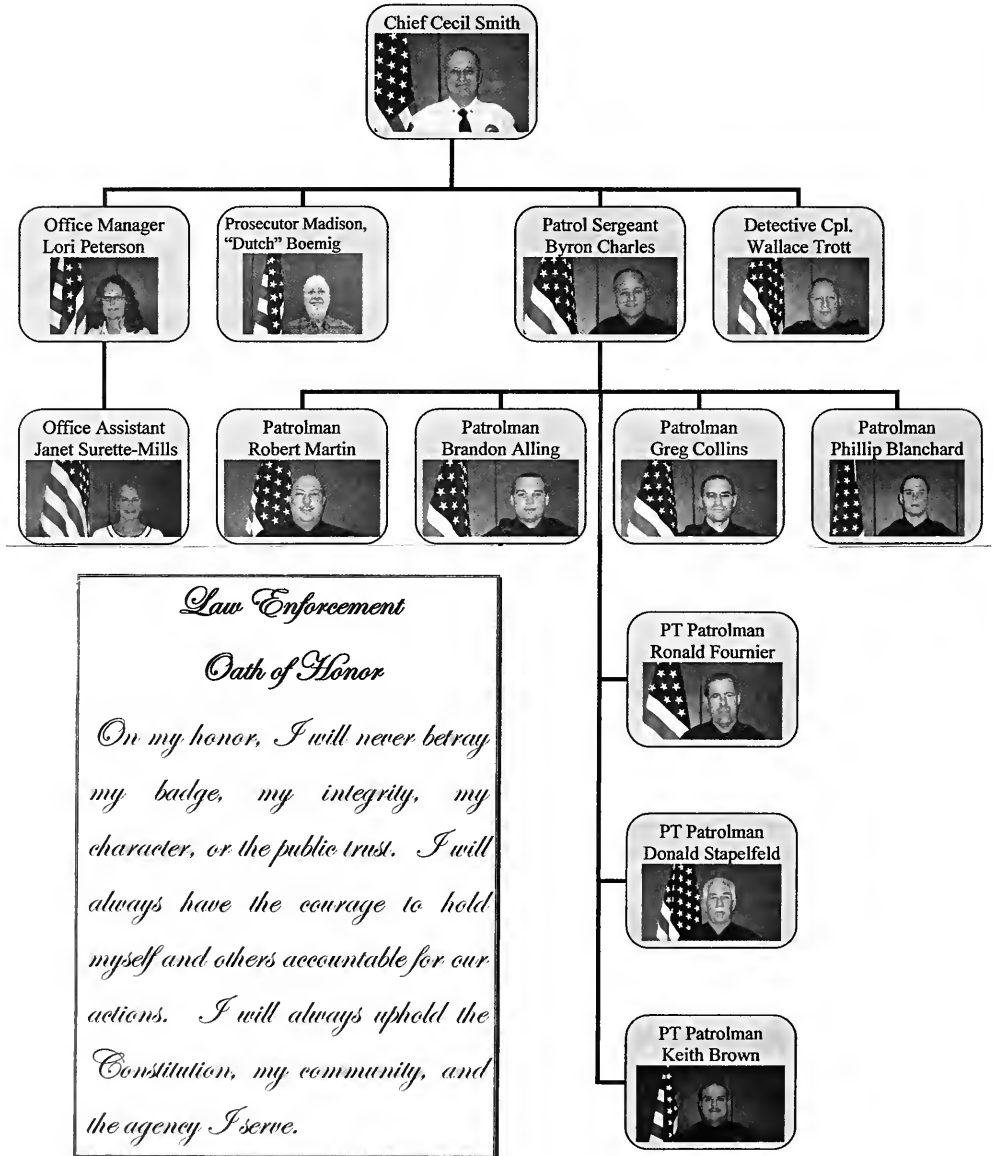 Chief Cecil Smith
Office Manager
Lori Peterson
Prosecutor Madison,
“Dutch” Boemig
Patrol Sergeant
Byron Charles
Detective Cpl.
Wallace Trott
Office Assistant
Janet Surette-Mills
Patrolman
Robert Martin
Patrolman
Brandon Alling
Patrolman
Greg Collins
Patrolman
Phillip Blanchard
Law Enforcement
Oath of Honor
On my honor, I will never betray
my badge, my integrity, my
character, or the public trust. I will
always have the courage to hold
myself and others accountable for our
actions. I will always uphold the
Constitution, my community, and
the agency I serve.
PT Patrolman
Ronald Fournier
PT Patrolman
Donald Stapelfeld
PT Patrolman
Keith Brown